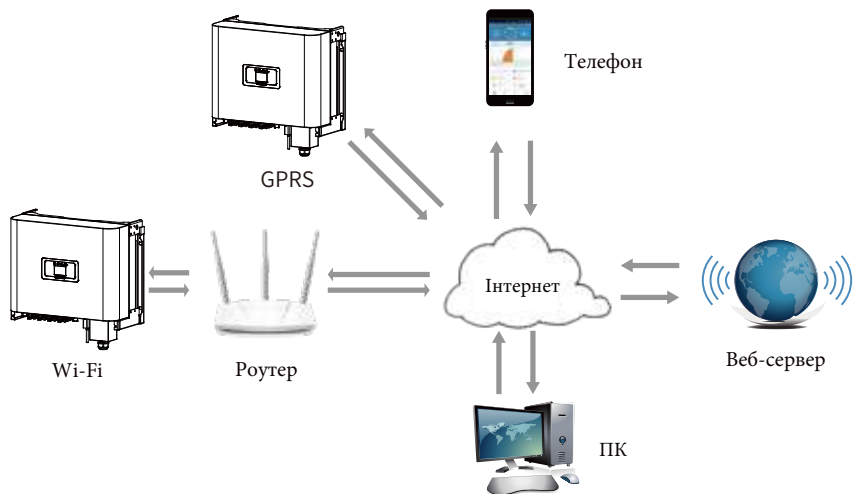 Телефон
GPRS
Інтернет
Wi-Fi
Роутер
Веб-сервер
ПК